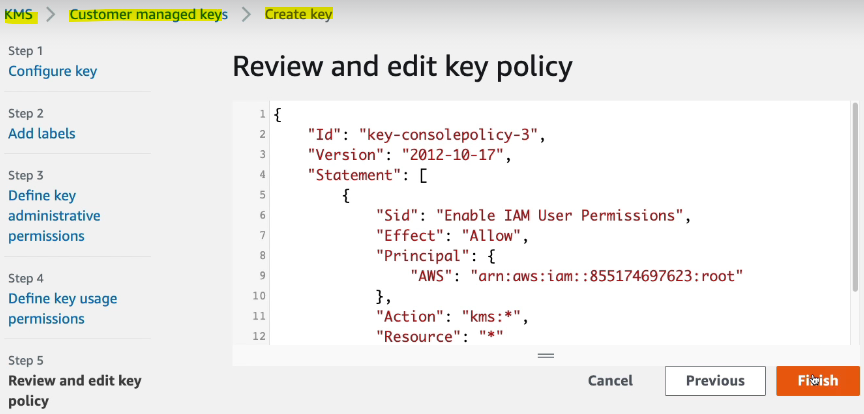 KMS > Customer managed keys > Create key
Step 1
Configure key
Step 2
Add labels
Step 3
Define key
administrative
permissions
Step 4
Define key usage
permissions
Step 5
Review and edit key
policy
Review and edit key policy
1 {
2 "Id": "key-consolepolicy-3",
3 "Version": "2012-10-17",
4 "Statement": [
5 {
6 "Sid": "Enable IAM User Permissions",
7 "Effect": "Allow",
8 "Principal": {
9 "AWS": "arn:aws:iam::855174697623:root"
10 },
11 "Action": "kms:*",
12 "Resource": "*"
Cancel
Previous
Finish